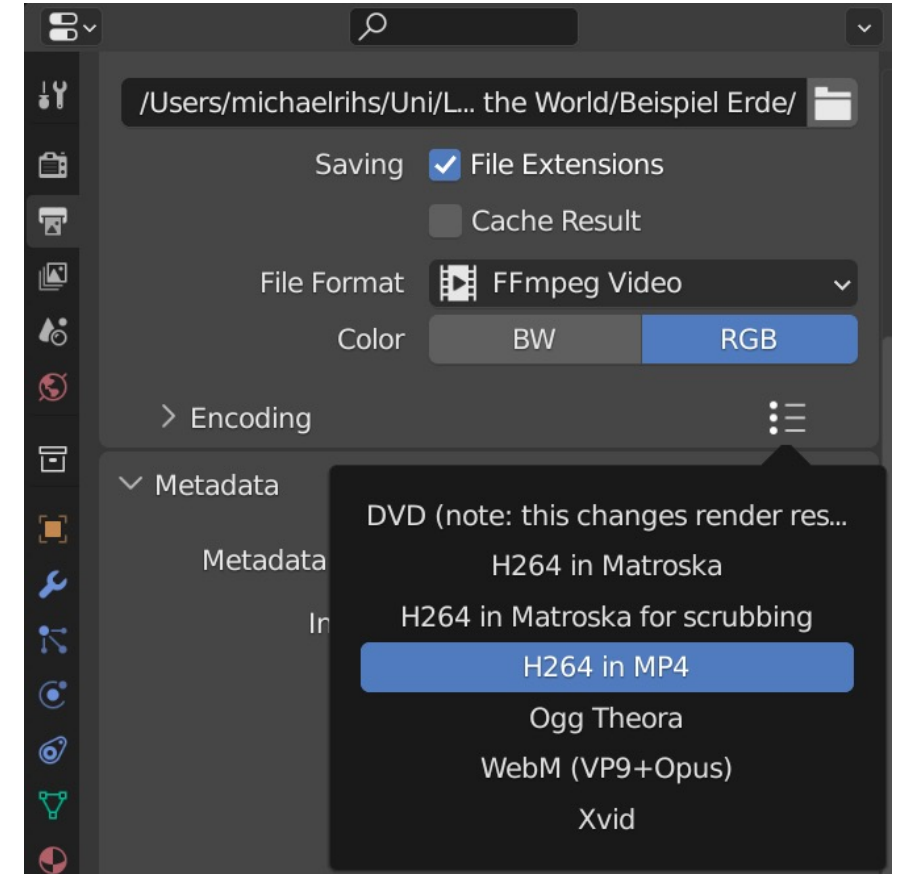 /Users/michaelrihs/Uni/L... the World/Beispiel Erde/
Saving File Extensions
Cache Result
File Format FFmpeg Video
Color BW RGB
Encoding
Metadata
DVD (note: this changes render res...
Metadata H264 in Matroska
In H264 in Matroska for scrubbing
H264 in MP4
Ogg Theora
WebM (VP9+Opus)
Xvid